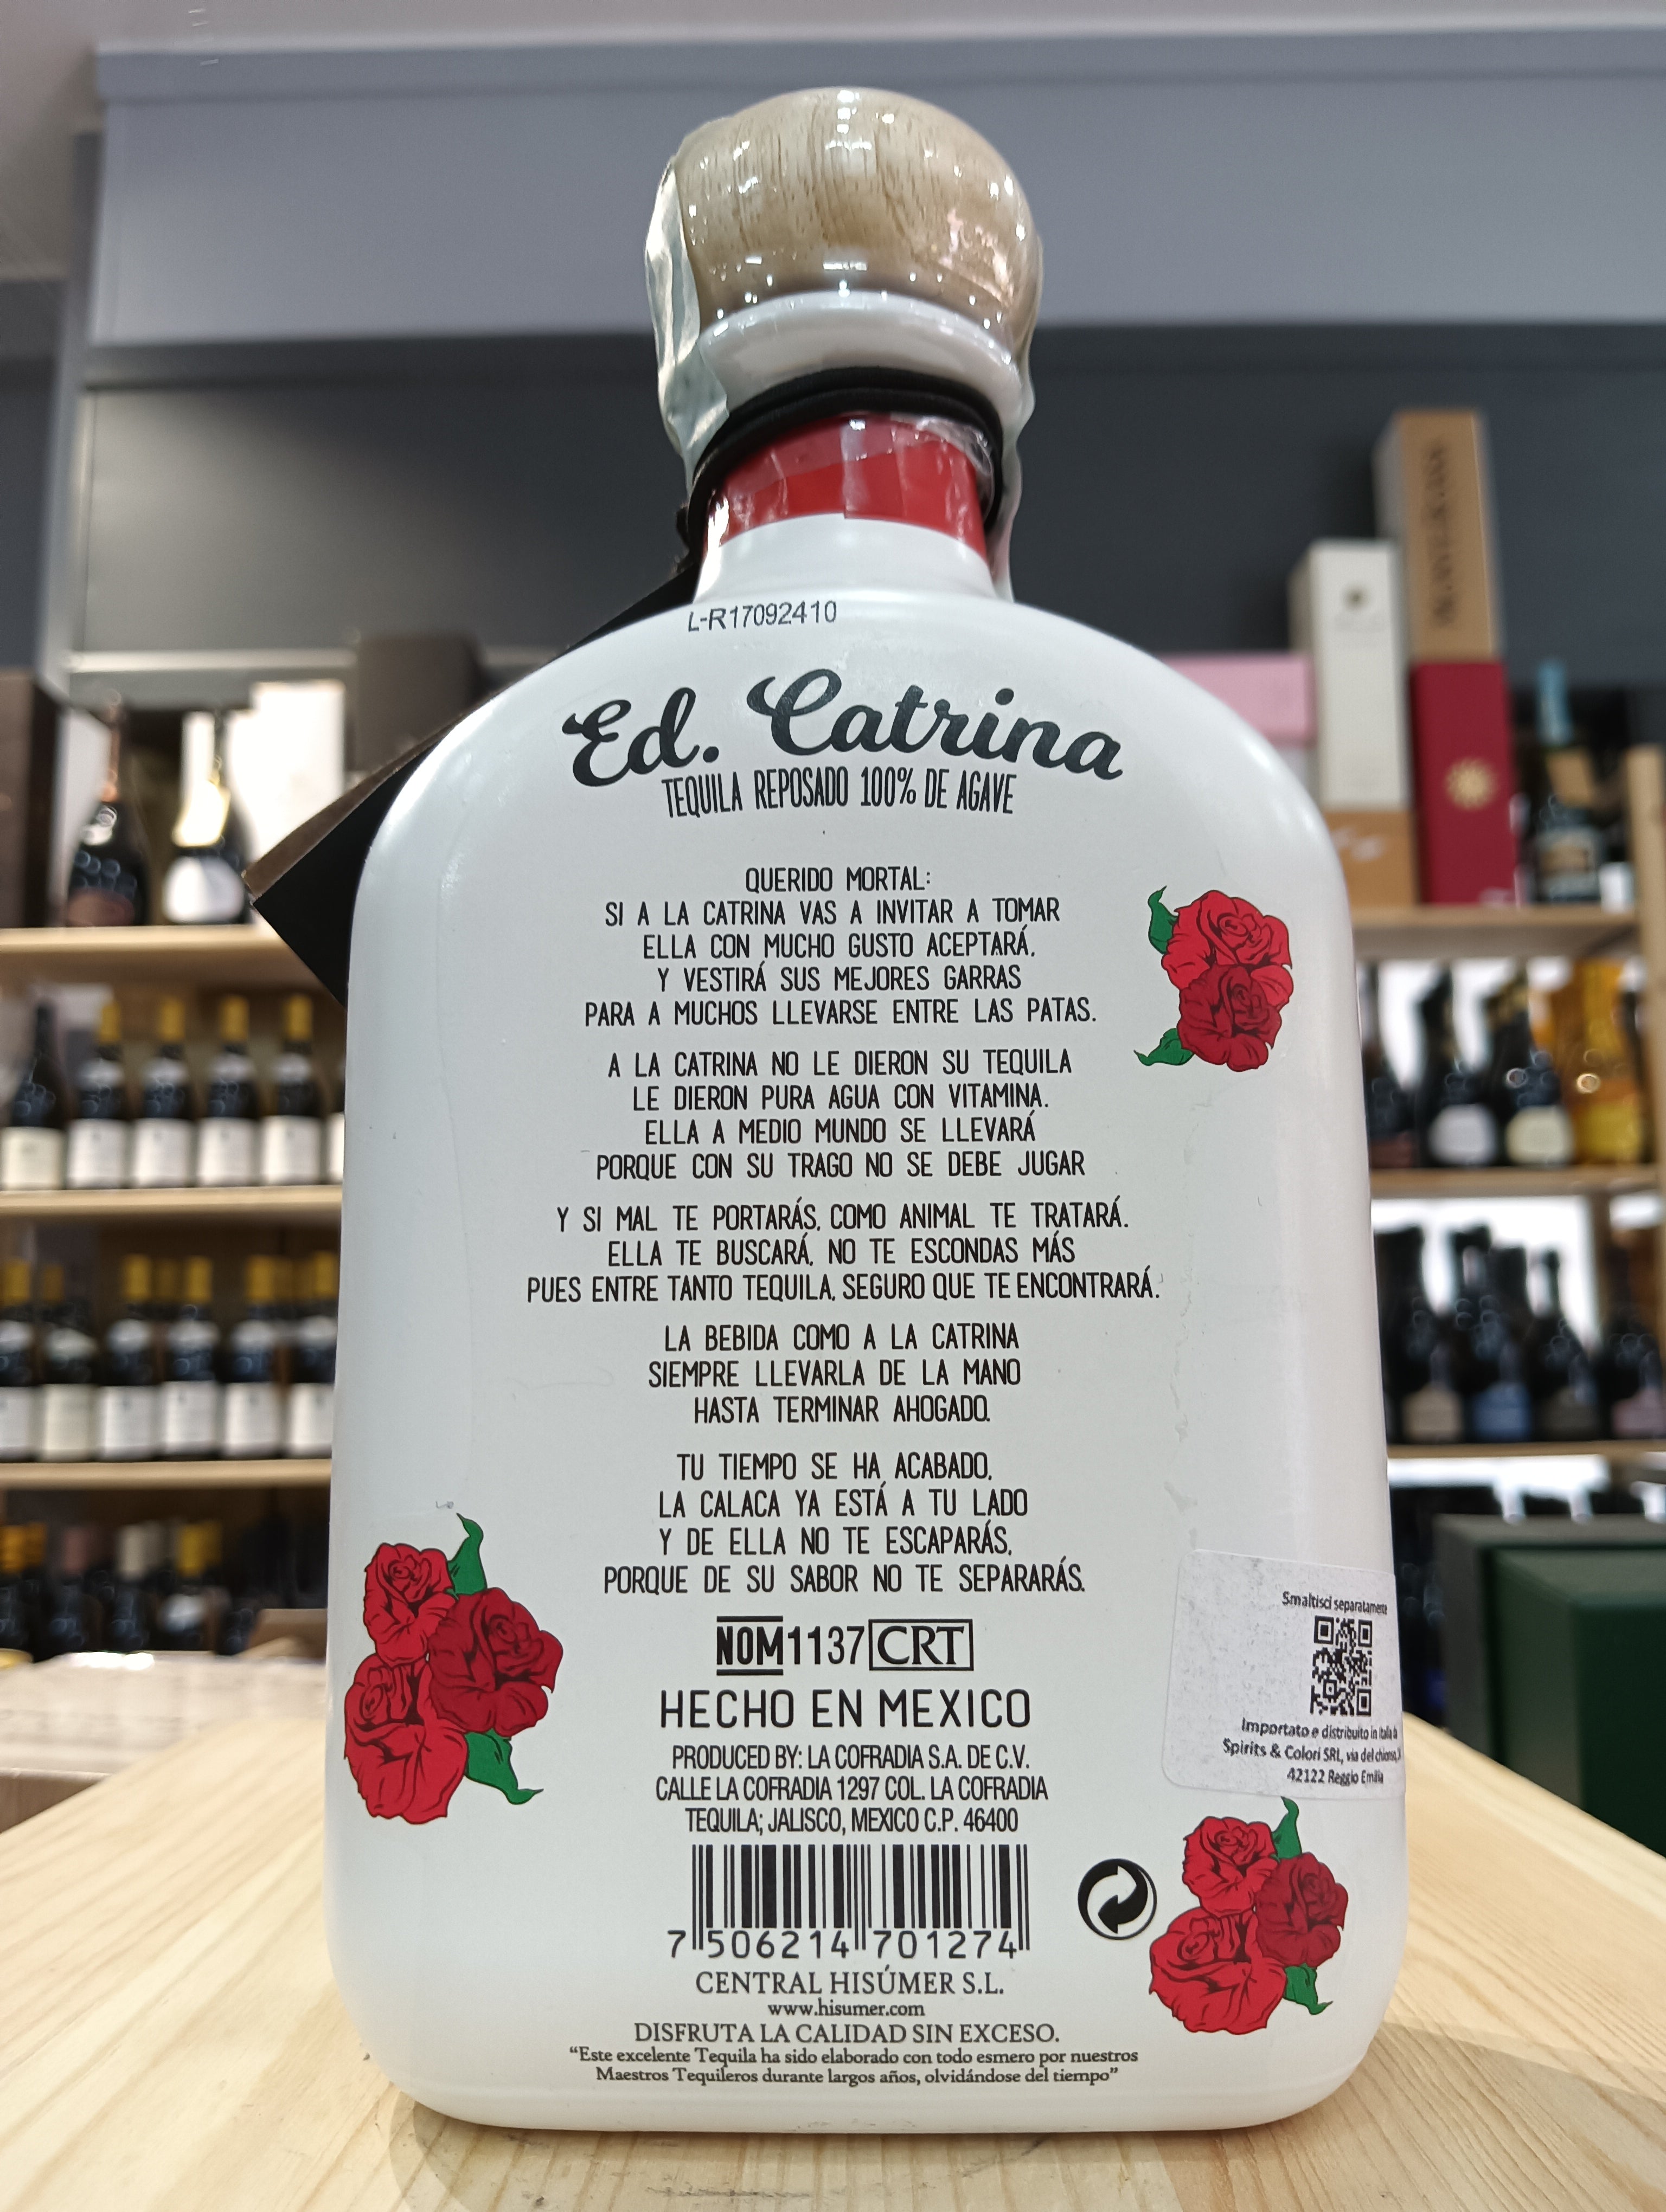 L-R17092410
Ed. Catrina
TEQUILA REPOSADO 100% DE AGAVE
QUERIDO MORTAL:
SI A LA CATRINA VAS A INVITAR A TOMAR
ELLA CON MUCHO GUSTO ACEPTARÁ.
Y VESTIRÁ SUS MEJORES GARRAS
PARA A MUCHOS LLEVARSE ENTRE LAS PATAS.
A LA CATRINA NO LE DIERON SU TEQUILA
LE DIERON PURA AGUA CON VITAMINA.
ELLA A MEDIO MUNDO SE LLEVARÁ
PORQUE CON SU TRAGO NO SE DEBE JUGAR
Y SI MAL TE PORTARÁS, COMO ANIMAL TE TRATARÁ.
ELLA TE BUSCARÁ, NO TE ESCONDAS MÁS
PUES ENTRE TANTO TEQUILA, SEGURO QUE TE ENCONTRARÁ.
LA BEBIDA COMO A LA CATRINA
SIEMPRE LLEVARLA DE LA MANO
HASTA TERMINAR AHOGADO.
TU TIEMPO SE HA ACABADO,
LA CALACA YA ESTÁ A TU LADO
Y DE ELLA NO TE ESCAPARÁS,
PORQUE DE SU SABOR NO TE SEPARARÁS.
NOM1137 CRT
HECHO EN MEXICO
PRODUCED BY: LA COFRADIA S.A. DE C.V.
CALLE LA COFRADIA 1297 COL. LA COFRADIA
TEQUILA; JALISCO, MEXICO C.P. 46400
7 506214 701274
CENTRAL HISÚMER S.L.
www.hisumer.com
DISFRUTA LA CALIDAD SIN EXCESO.
“Este excelente Tequila ha sido elaborado con todo esmero por nuestros
Maestros Tequileros durante largos años, olvidándose del tiempo”
Smaltisci separatamente
Importato e distribuito in Italia da
Spirits & Colori SRL, via del
42122 Reggio Emilia